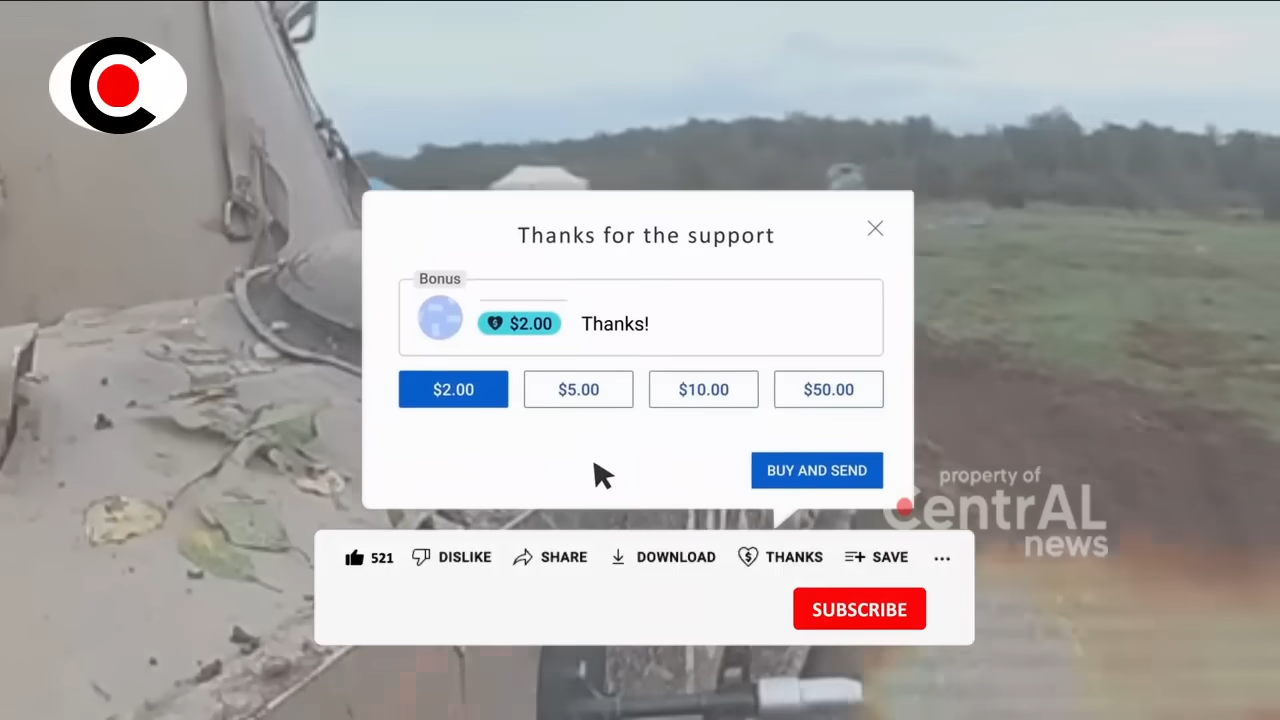 Thanks for the support
Bonus
$2.00 Thanks!
$2.00 $5.00 $10.00 $50.00
BUY AND SEND
property of
CentrAL
news
521 DISLIKE SHARE DOWNLOAD THANKS SAVE
SUBSCRIBE